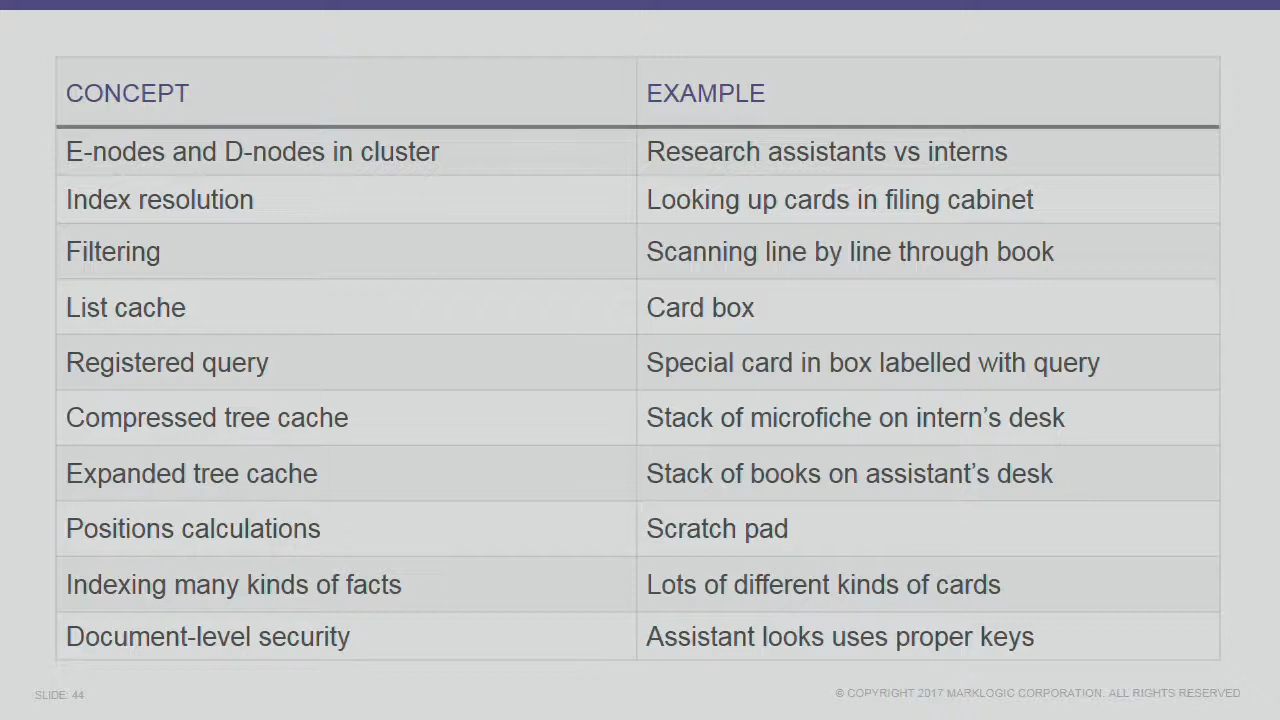 CONCEPT EXAMPLE
E-nodes and D-nodes in cluster Research assistants vs interns
Index resolution Looking up cards in filing cabinet
Filtering Scanning line by line through book
List cache Card box
Registered query Special card in box labelled with query
Compressed tree cache Stack of microfiche on intern’s desk
Expanded tree cache Stack of books on assistant’s desk
Positions calculations Scratch pad
Indexing many kinds of facts Lots of different kinds of cards
Document-level security Assistant looks uses proper keys
SLIDE: 44 © COPYRIGHT 2017 MARKLOGIC CORPORATION. ALL RIGHTS RESERVED